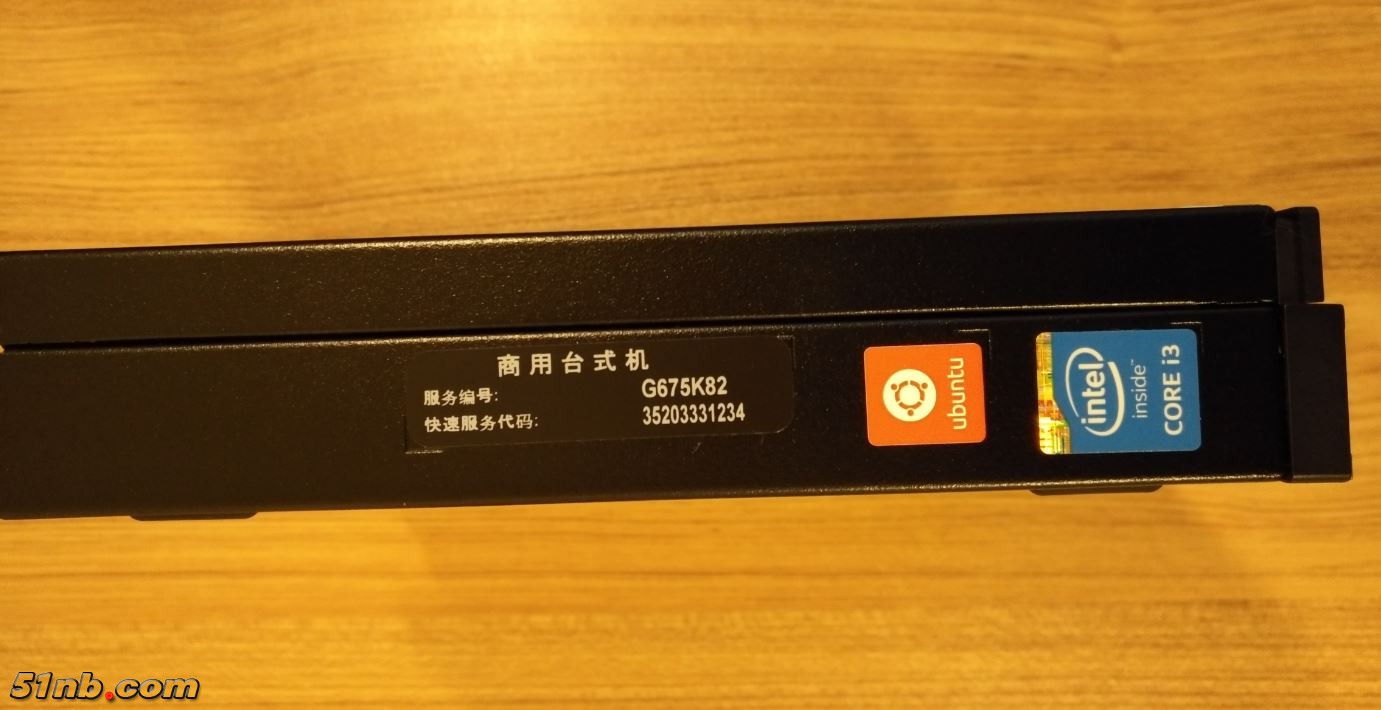 商用台式机
服务编号: G675K82
快速服务代码: 35203331234
ubuntu
intel
inside™
CORE i3
51nb.com